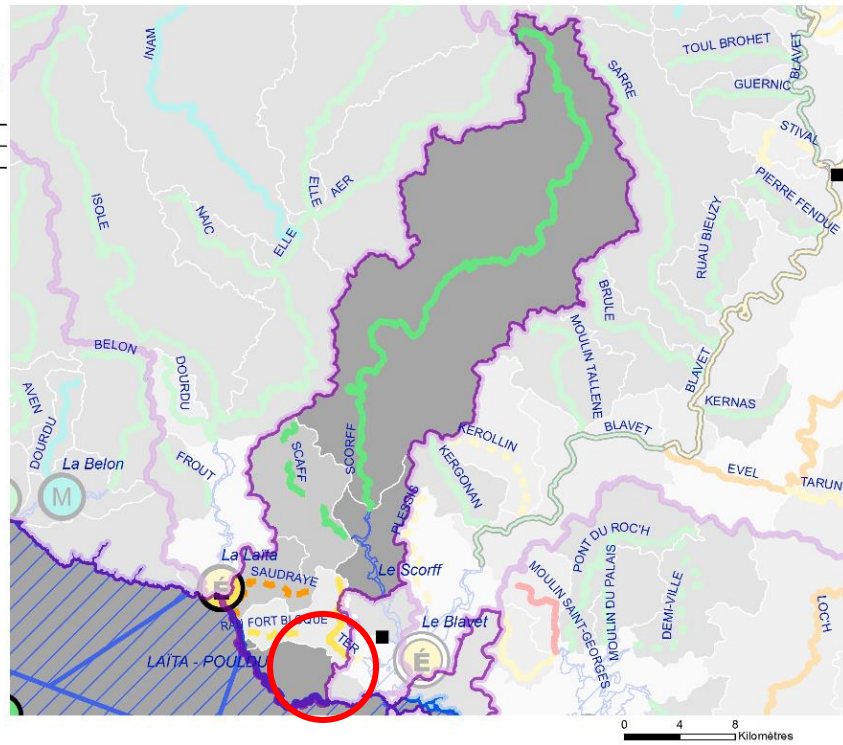 INAM
TOUL BROHET
BLAVET
SARRE
GUERNIC
STIVAL
PIERRE FENDUE
ELLE
AER
ISOLE
NAIC
ELLE
RUAU BIEUZY
BRULE
MOULIN TALLENE
BLAVET
BELON
DOURDU
AVEN
DOURDU
KERNAS
BLAVET
SCORFF
SCAFF
KEROLLIN
KERGONAN
EVEL
TARUN
La Belon
M
FROUT
PLESSIS
PONT DU ROC'H
La Laïta
É
SAUDRAYE
Le Scorff
MOULIN DU PALAIS
DEMI-VILLE
MOULIN SAINT-GEORGES
LOC'H
FORT BLOQUE
TER
Le Blavet
É
LAÏTA - POULDU
0 4 8
Kilomètres